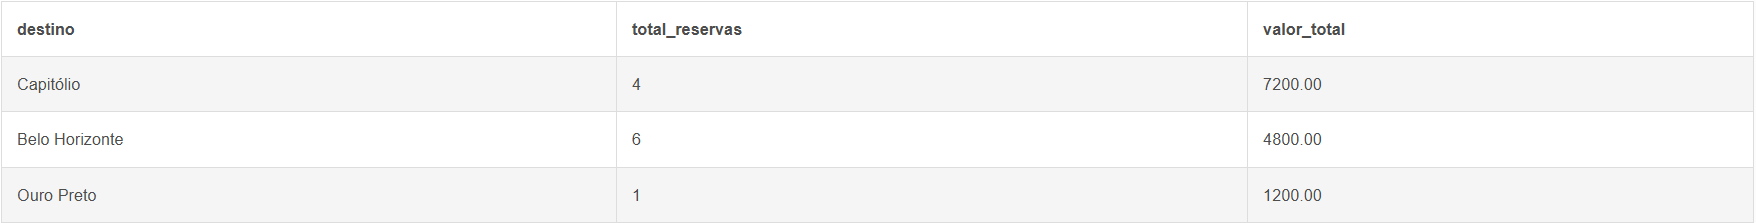 destino total_reservas valor_total
Capitólio 4 7200.00
Belo Horizonte 6 4800.00
Ouro Preto 1 1200.00